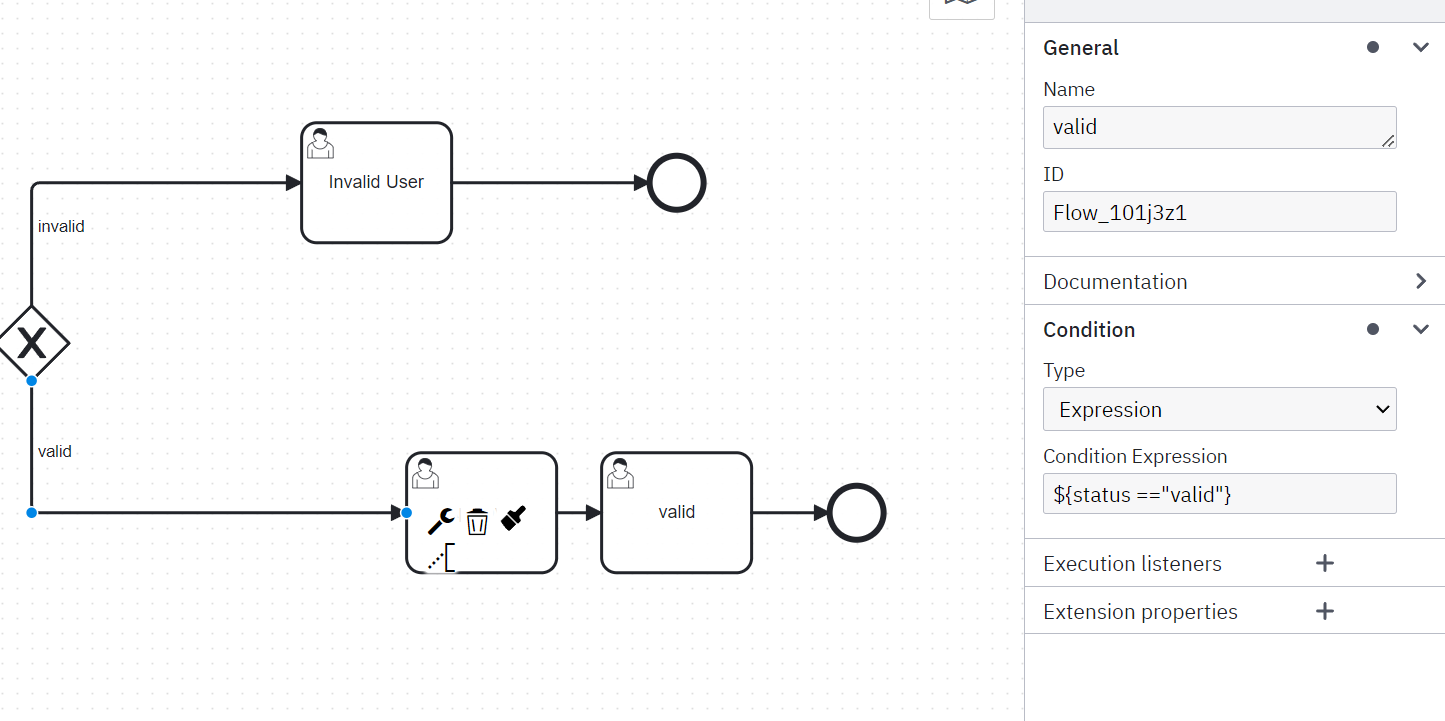 Invalid User
invalid
valid
valid
General
Name
valid
ID
Flow_101j3z1
Documentation
Condition
Type
Expression
Condition Expression
${status =="valid"}
Execution listeners
Extension properties